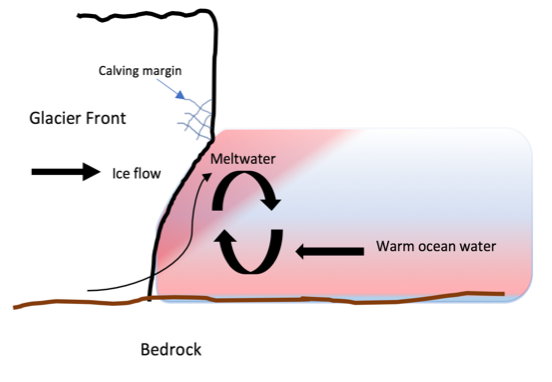 Calving margin
Glacier Front
Meltwater
Ice flow
Warm ocean water
Bedrock